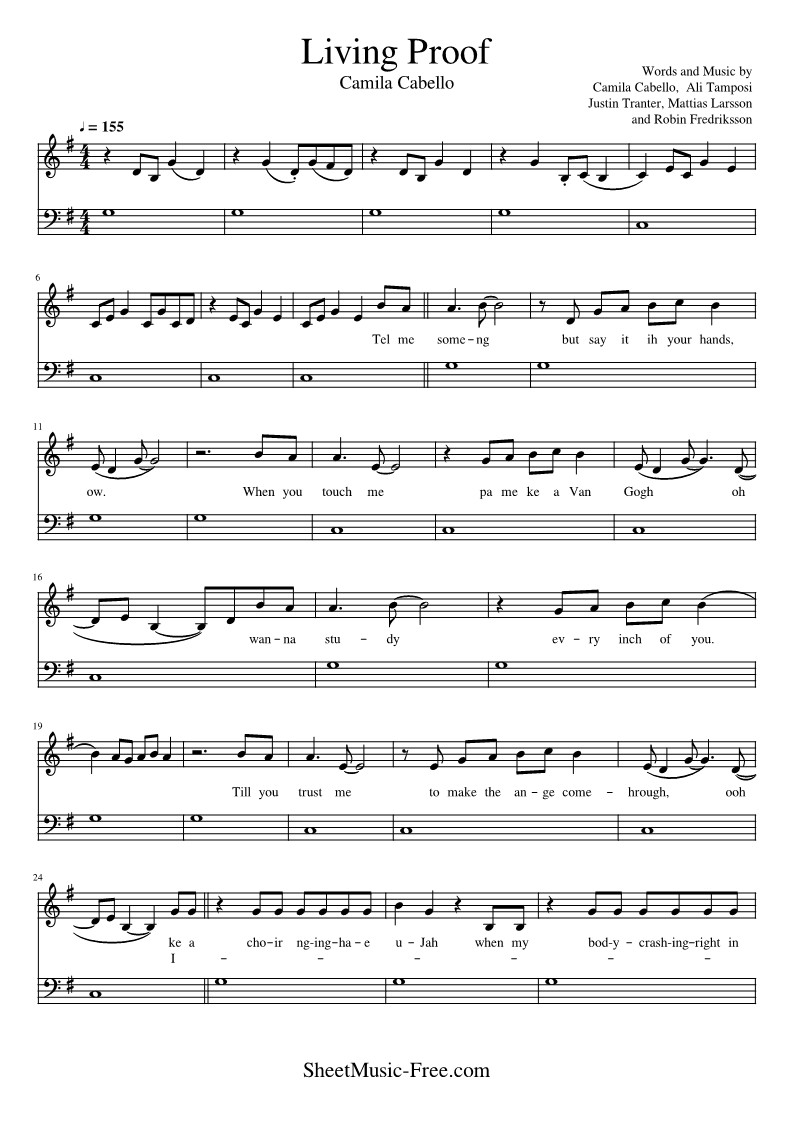 Living Proof
Camila Cabello
Words and Music by
Camila Cabello, Ali Tamposi
Justin Tranter, Mattias Larsson
and Robin Fredriksson
♩ = 155
4 4
4 4
6
Tel me some – ng but say it ih your hands,
11
ow. When you touch me pa me ke a Van Gogh oh
16
wan – na stu – dy ev – ry inch of you.
19
Till you trust me to make the an – ge come – hrough, ooh
24
ke a cho – ir ng-ing-ha – e u – Jah when my bod-y – crash-ing-right in
I – – – – –
SheetMusic-Free.com